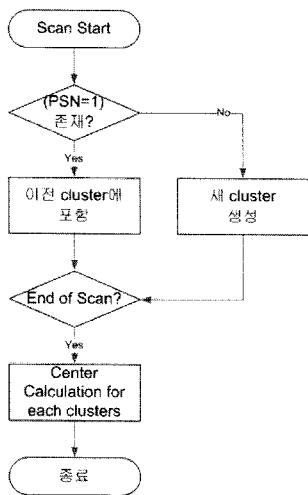 Scan Start
(PSN=1)
존재?
No
Yes
이전 cluster에
포함
새 cluster
생성
End of Scan?
Yes
Center
Calculation for
each clusters
종료